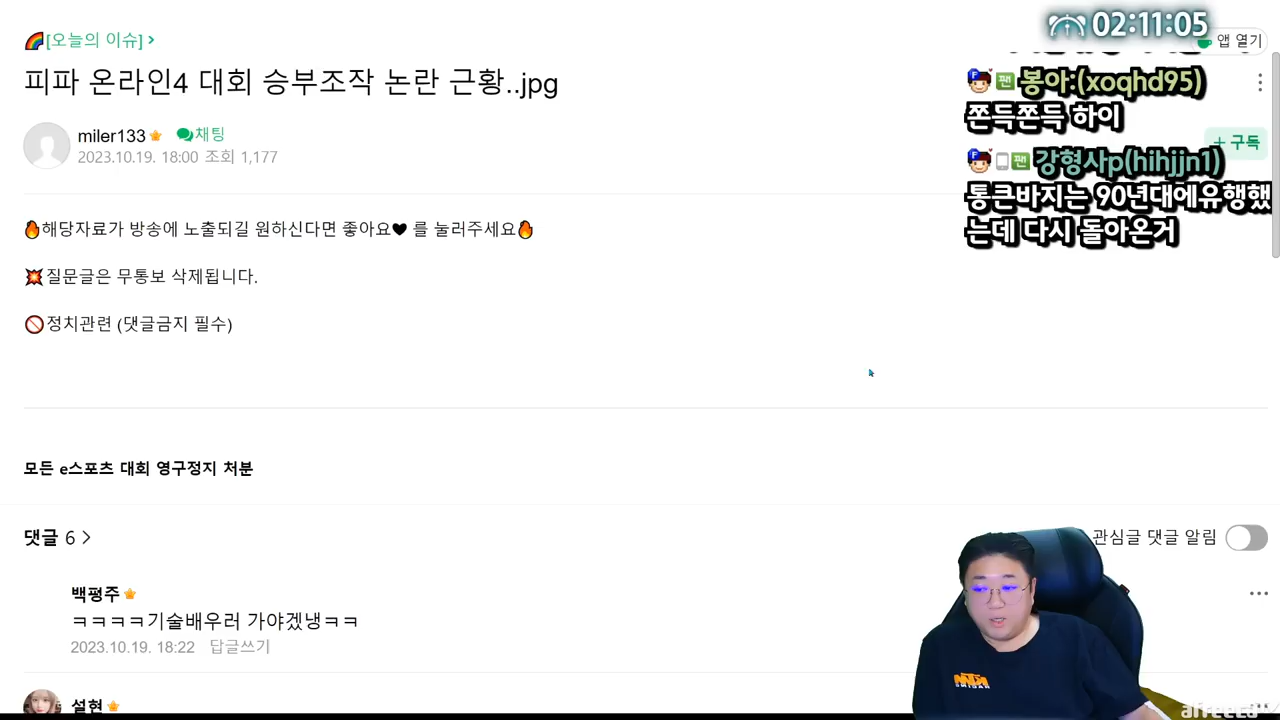 [오늘의 이슈] >
피파 온라인4 대회 승부조작 논란 근황..jpg
miler133 채팅
2023.10.19. 18:00 조회 1,177
🔥해당자료가 방송에 노출되길 원하신다면 좋아요♥ 를 눌러주세요🔥
💥질문글은 무통보 삭제됩니다.
🚫정치관련 (댓글금지 필수)
모든 e스포츠 대회 영구정지 처분
댓글 6 >
관심글 댓글 알림
백평주
ㅋㅋㅋㅋ기술배우러 가야겠냉ㅋㅋ
2023.10.19. 18:22 답글쓰기
설현
02:11:05
앱 열기
F 팬 봉아:(xoqhd95)
쫀득쫀득 하이
+ 구독
F 팬 강형사p(hihjjn1)
통큰바지는 90년대에유행했
는데 다시 돌아온거